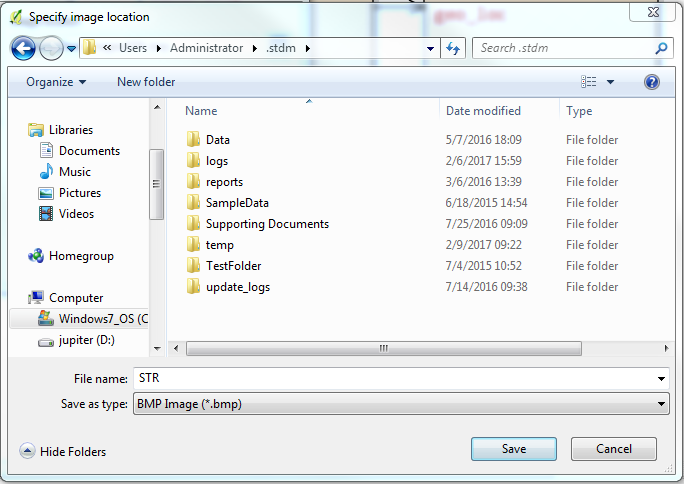 Specify image location
geo_loc
« Users ▸ Administrator ▸ .stdm ▸
Search .stdm
Organize
New folder
Name
Date modified
Type
Libraries
Documents
Music
Pictures
Videos
Homegroup
Computer
Windows7_OS (C
jupiter (D:)
Data 5/7/2016 18:09 File folder
logs 2/6/2017 15:59 File folder
reports 3/6/2016 13:39 File folder
SampleData 6/18/2015 14:54 File folder
Supporting Documents 7/25/2016 09:09 File folder
temp 2/9/2017 09:22 File folder
TestFolder 7/4/2015 10:52 File folder
update_logs 7/14/2016 09:38 File folder
File name: STR
Save as type: BMP Image (*.bmp)
Hide Folders
Save
Cancel